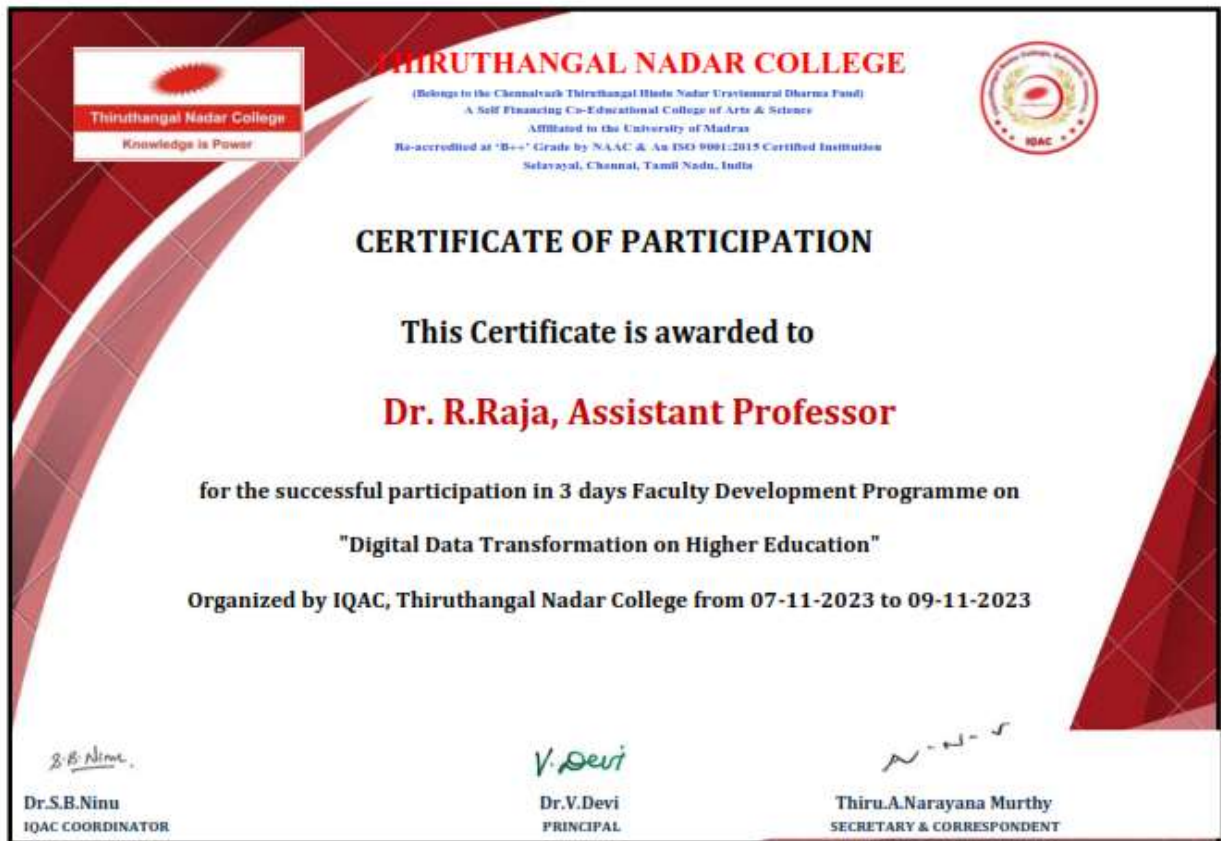 Thiruthangal Nadar College
Knowledge is Power
THIRUTHANGAL NADAR COLLEGE
(Belongs to the Chennaivazh Thiruthangal Hindu Nadar Uravinmurai Dharma Fund)
A Self Financing Co-Educational College of Arts & Science
Affiliated to the University of Madras
Re-accredited at 'B++' Grade by NAAC & An ISO 9001:2015 Certified Institution
Selavayal, Chennai, Tamil Nadu, India
IQAC
CERTIFICATE OF PARTICIPATION
This Certificate is awarded to
Dr. R.Raja, Assistant Professor
for the successful participation in 3 days Faculty Development Programme on
"Digital Data Transformation on Higher Education"
Organized by IQAC, Thiruthangal Nadar College from 07-11-2023 to 09-11-2023
S.B.Ninu.
V.Devi
A-N-
Dr.S.B.Ninu
IQAC COORDINATOR
Dr.V.Devi
PRINCIPAL
Thiru.A.Narayana Murthy
SECRETARY & CORRESPONDENT